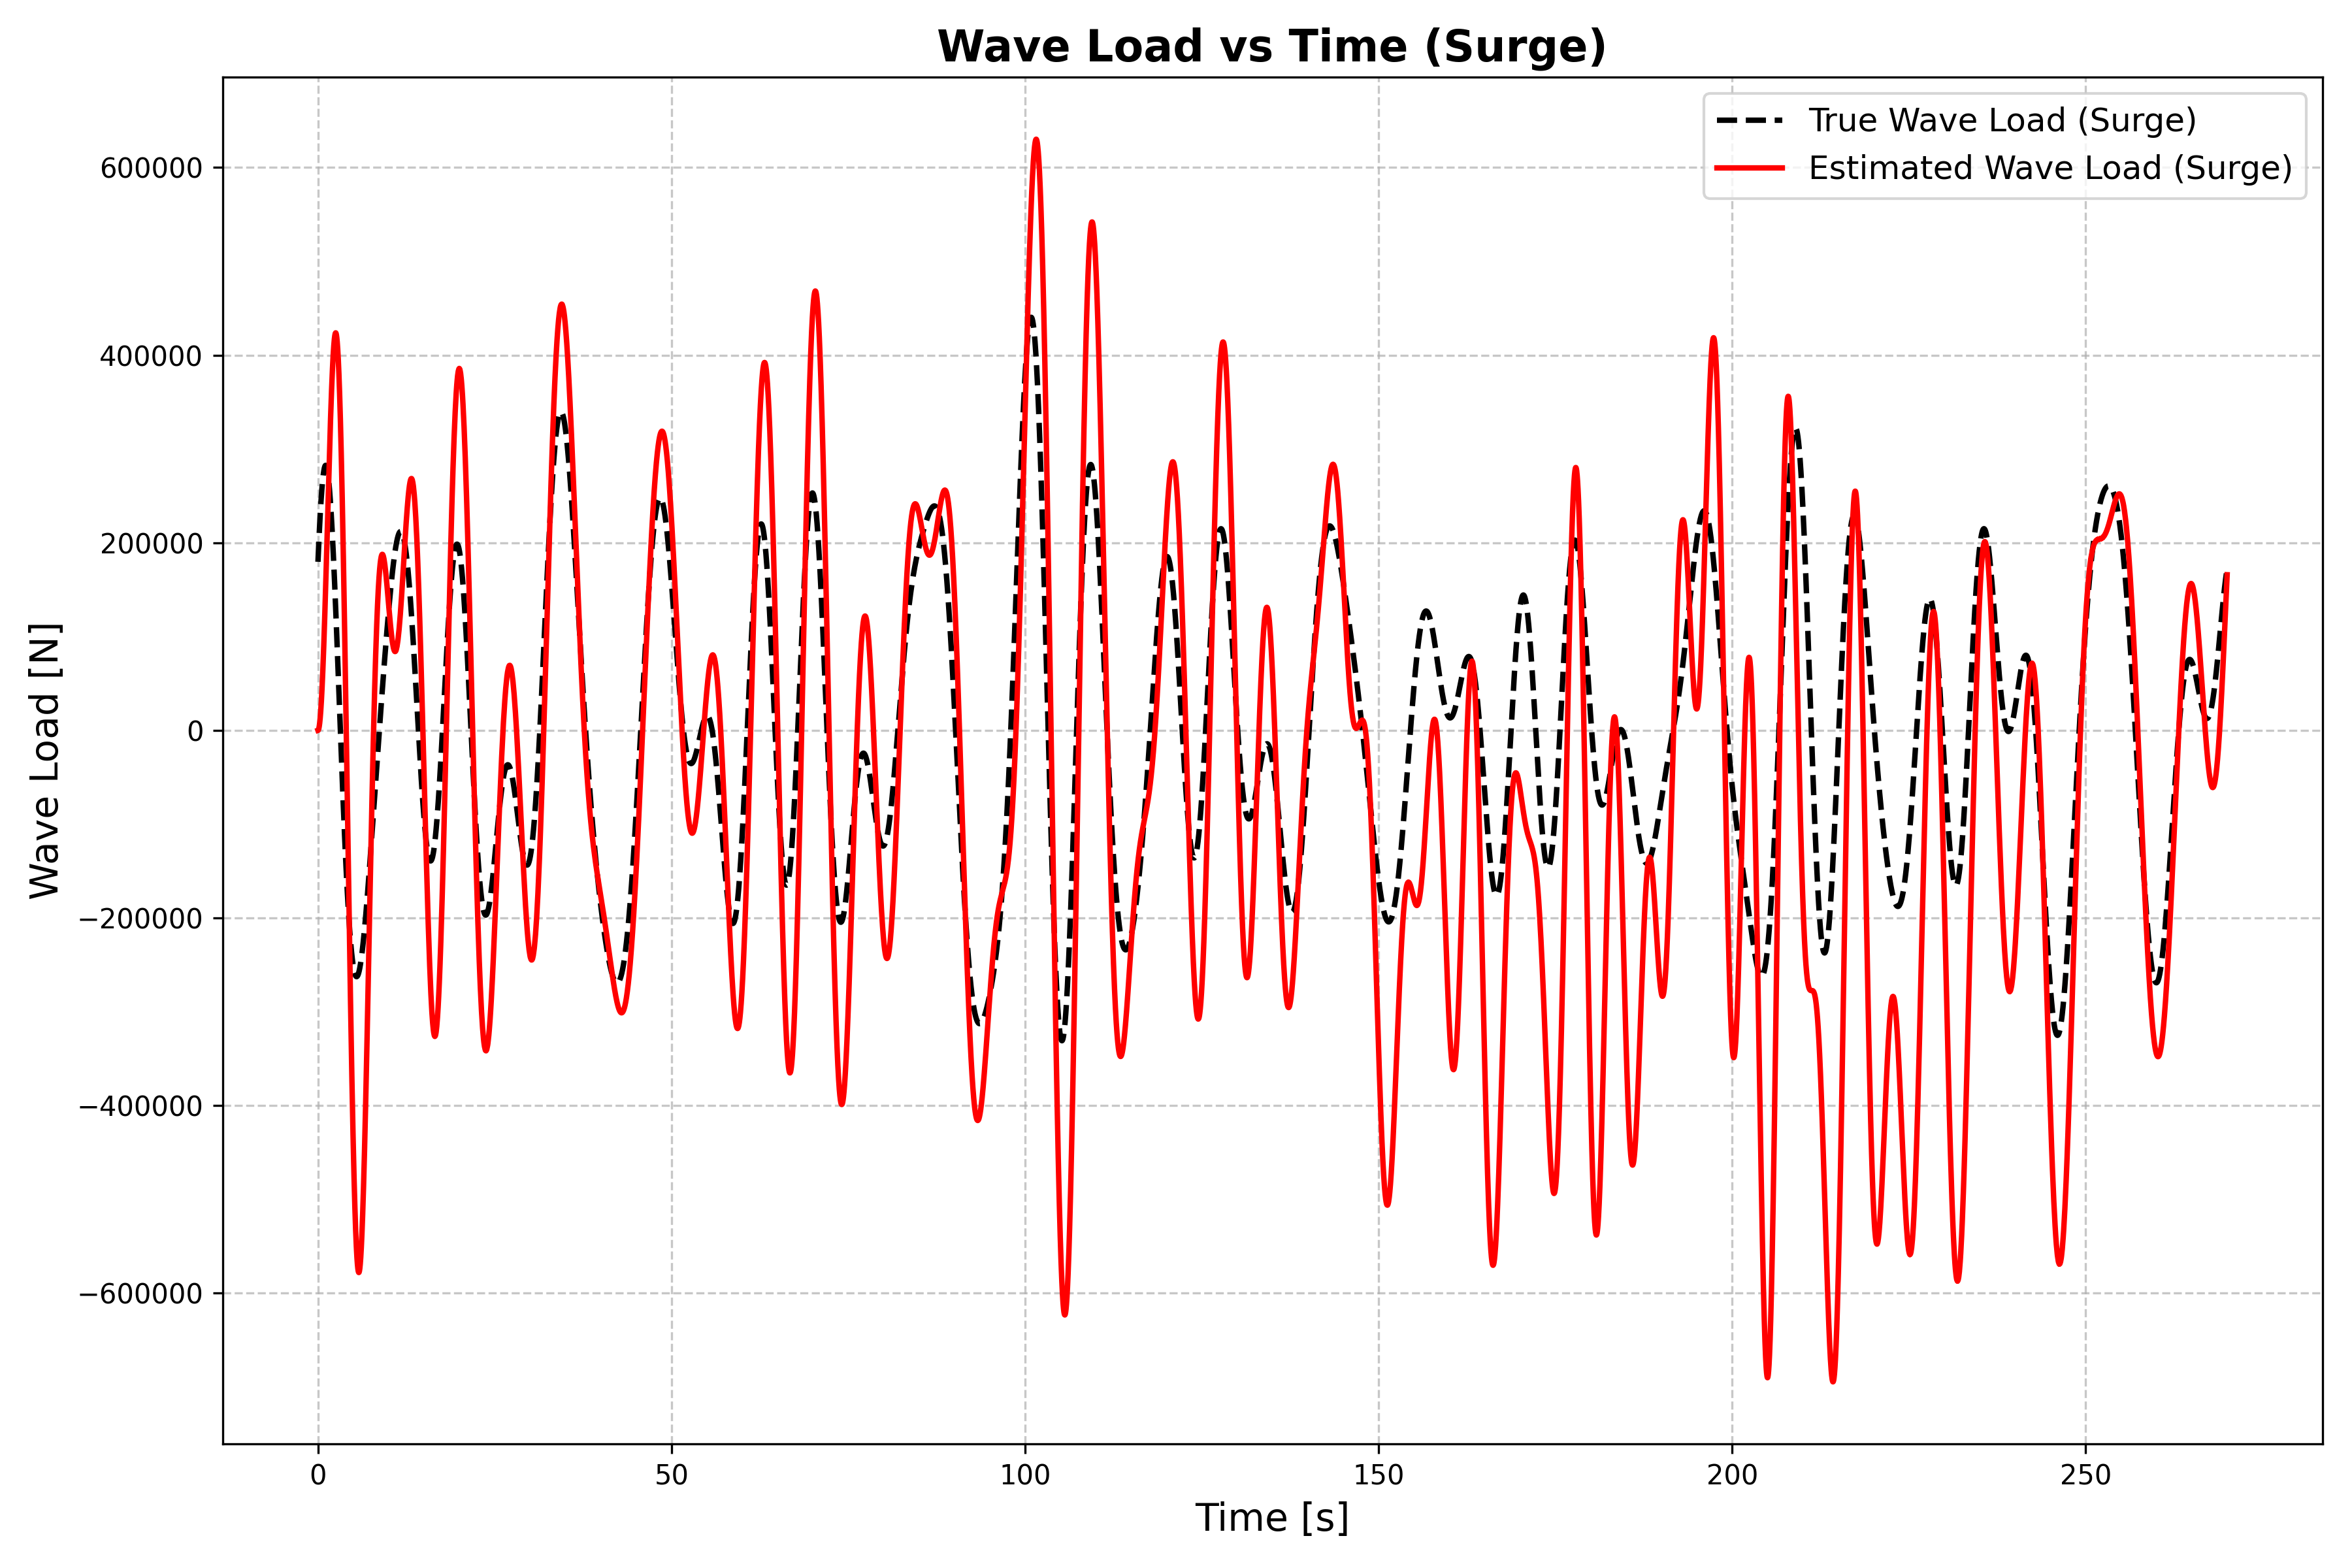 Wave Load vs Time (Surge)
True Wave Load (Surge)
Estimated Wave Load (Surge)
Wave Load [N]
600000
400000
200000
0
−200000
−400000
−600000
0 50 100 150 200 250
Time [s]